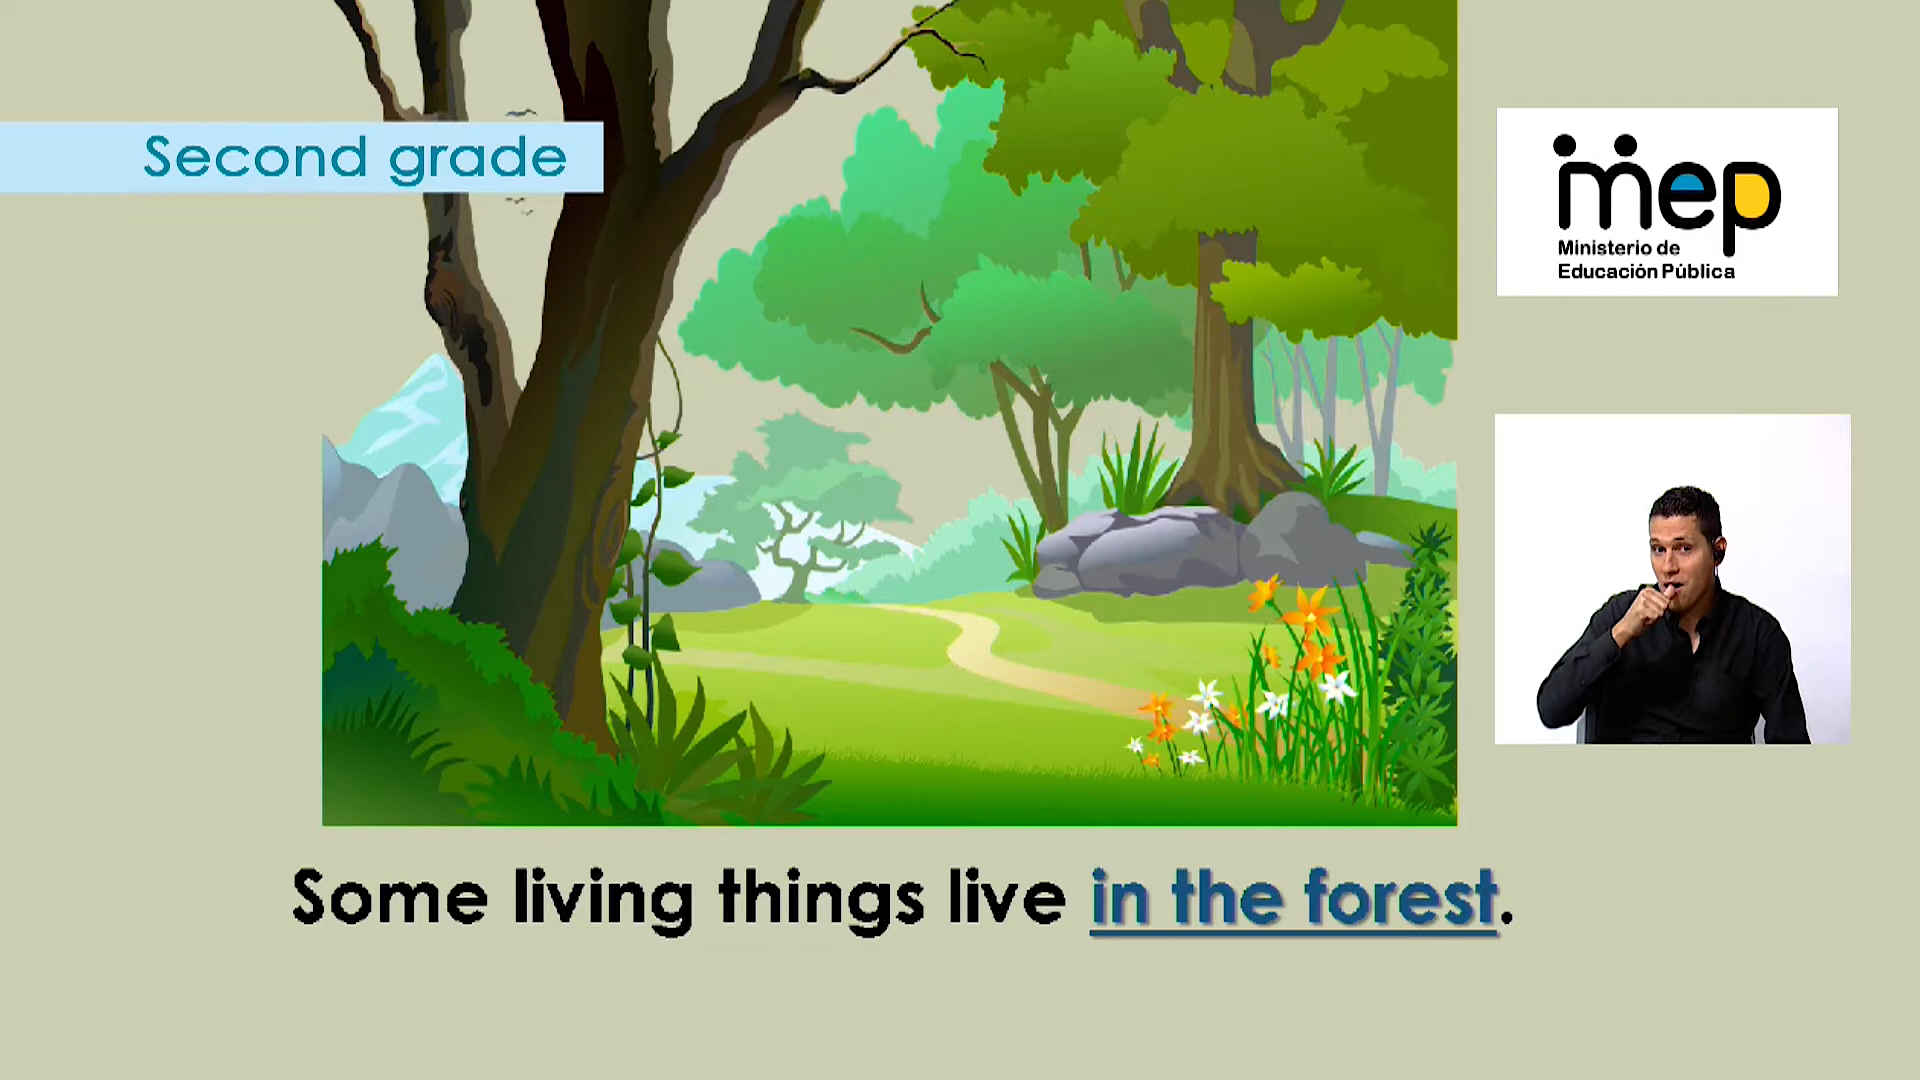 Second grade
mep
Ministerio de
Educación Pública
Some living things live in the forest.